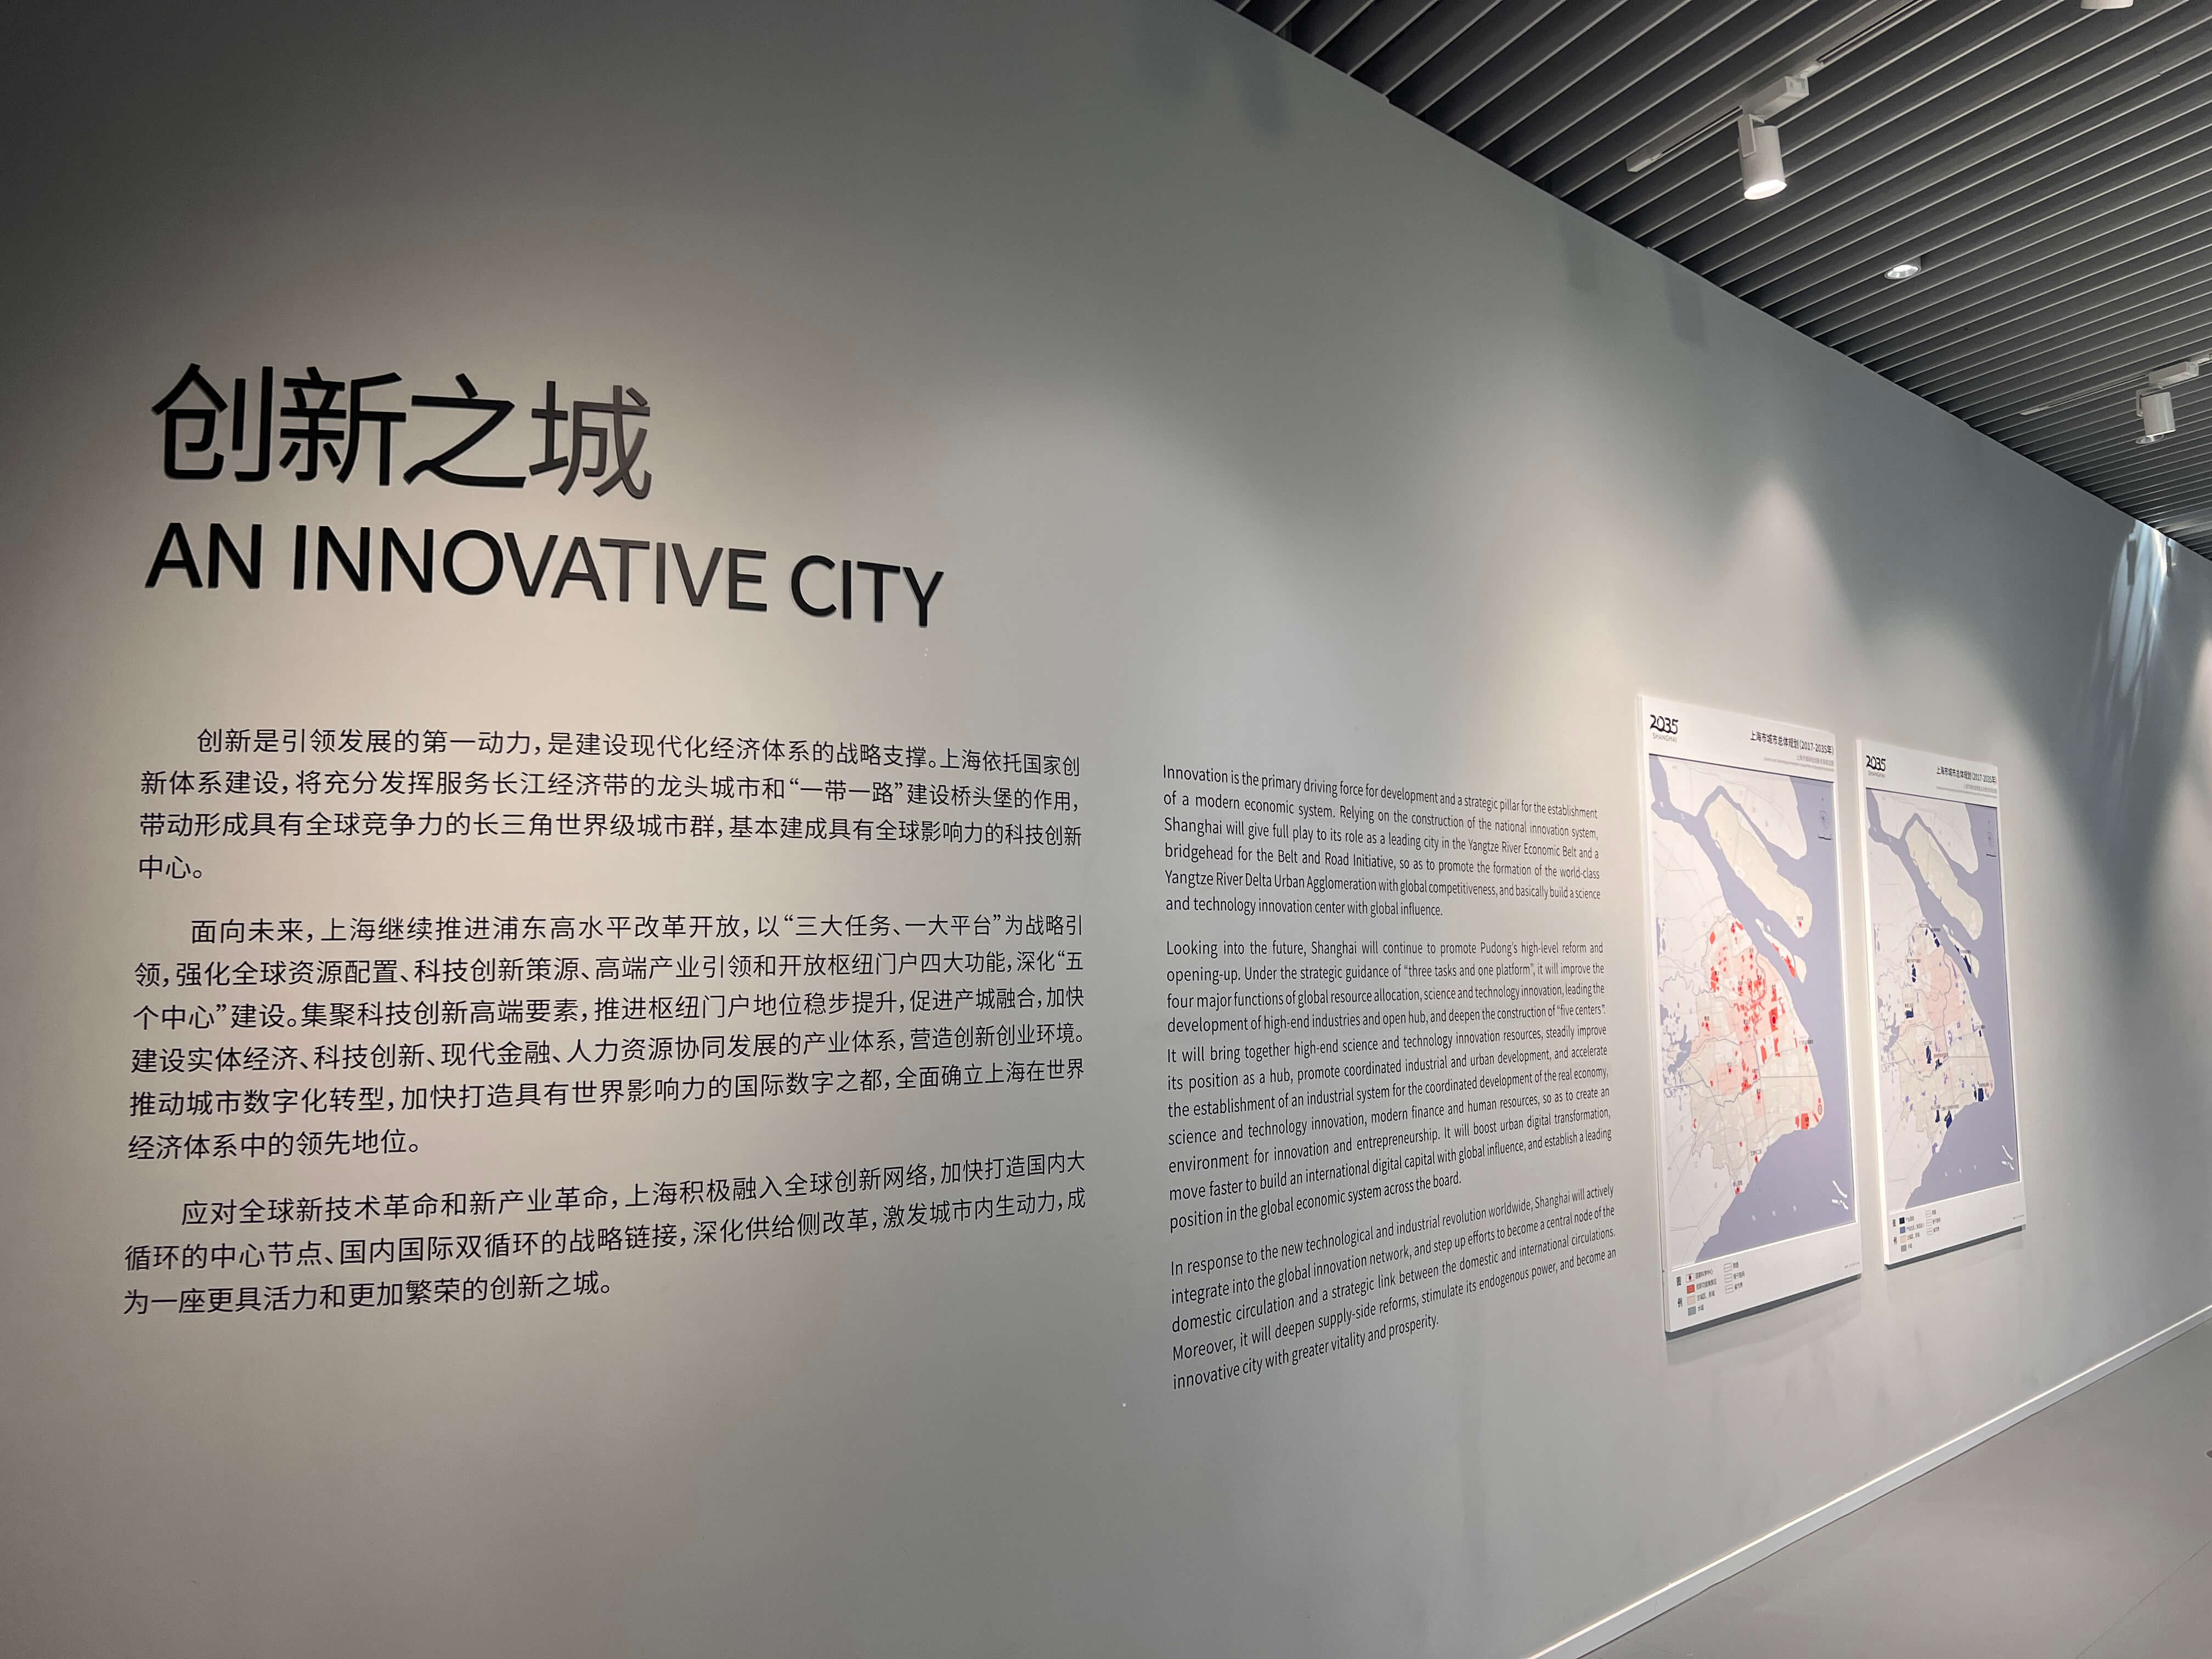 创新之城
AN INNOVATIVE CITY
创新是引领发展的第一动力，是建设现代化经济体系的战略支撑。上海依托国家创
新体系建设，将充分发挥服务长江经济带的龙头城市和“一带一路”建设桥头堡的作用，
带动形成具有全球竞争力的长三角世界级城市群，基本建成具有全球影响力的科技创新
中心。
面向未来，上海继续推进浦东高水平改革开放，以“三大任务、一大平台”为战略引
领，强化全球资源配置、科技创新策源、高端产业引领和开放枢纽门户四大功能，深化“五
个中心”建设。集聚科技创新高端要素，推进枢纽门户地位稳步提升，促进产城融合，加快
建设实体经济、科技创新、现代金融、人力资源协同发展的产业体系，营造创新创业环境。
推动城市数字化转型，加快打造具有世界影响力的国际数字之都，全面确立上海在世界
经济体系中的领先地位。
应对全球新技术革命和新产业革命，上海积极融入全球创新网络，加快打造国内大
循环的中心节点、国内国际双循环的战略链接，深化供给侧改革，激发城市内生动力，成
为一座更具活力和更加繁荣的创新之城。
Innovation is the primary driving force for development and a strategic pillar for the establishment
of a modern economic system. Relying on the construction of the national innovation system,
Shanghai will give full play to its role as a leading city in the Yangtze River Economic Belt and a
bridgehead for the Belt and Road Initiative, so as to promote the formation of the world-class
Yangtze River Delta Urban Agglomeration with global competitiveness, and basically build a science
and technology innovation center with global influence.
Looking into the future, Shanghai will continue to promote Pudong's high-level reform and
opening-up. Under the strategic guidance of "three tasks and one platform", it will improve the
four major functions of global resource allocation, science and technology innovation, leading the
development of high-end industries and open hub, and deepen the construction of "five centers".
It will bring together high-end science and technology innovation resources, steadily improve
its position as a hub, promote coordinated industrial and urban development, and accelerate
the establishment of an industrial system for the coordinated development of the real economy,
science and technology innovation, modern finance and human resources, so as to create an
environment for innovation and entrepreneurship. It will boost urban digital transformation,
move faster to build an international digital capital with global influence, and establish a leading
position in the global economic system across the board.
In response to the new technological and industrial revolution worldwide, Shanghai will actively
integrate into the global innovation network, and step up efforts to become a central node of the
domestic circulation and a strategic link between the domestic and international circulations.
Moreover, it will deepen supply-side reforms, stimulate its endogenous power, and become an
innovative city with greater vitality and prosperity.
2035
SHANGHAI
上海市城市总体规划（2017-2035年）
图
例
2035
SHANGHAI
上海市城市总体规划（2017-2035年）
图
例